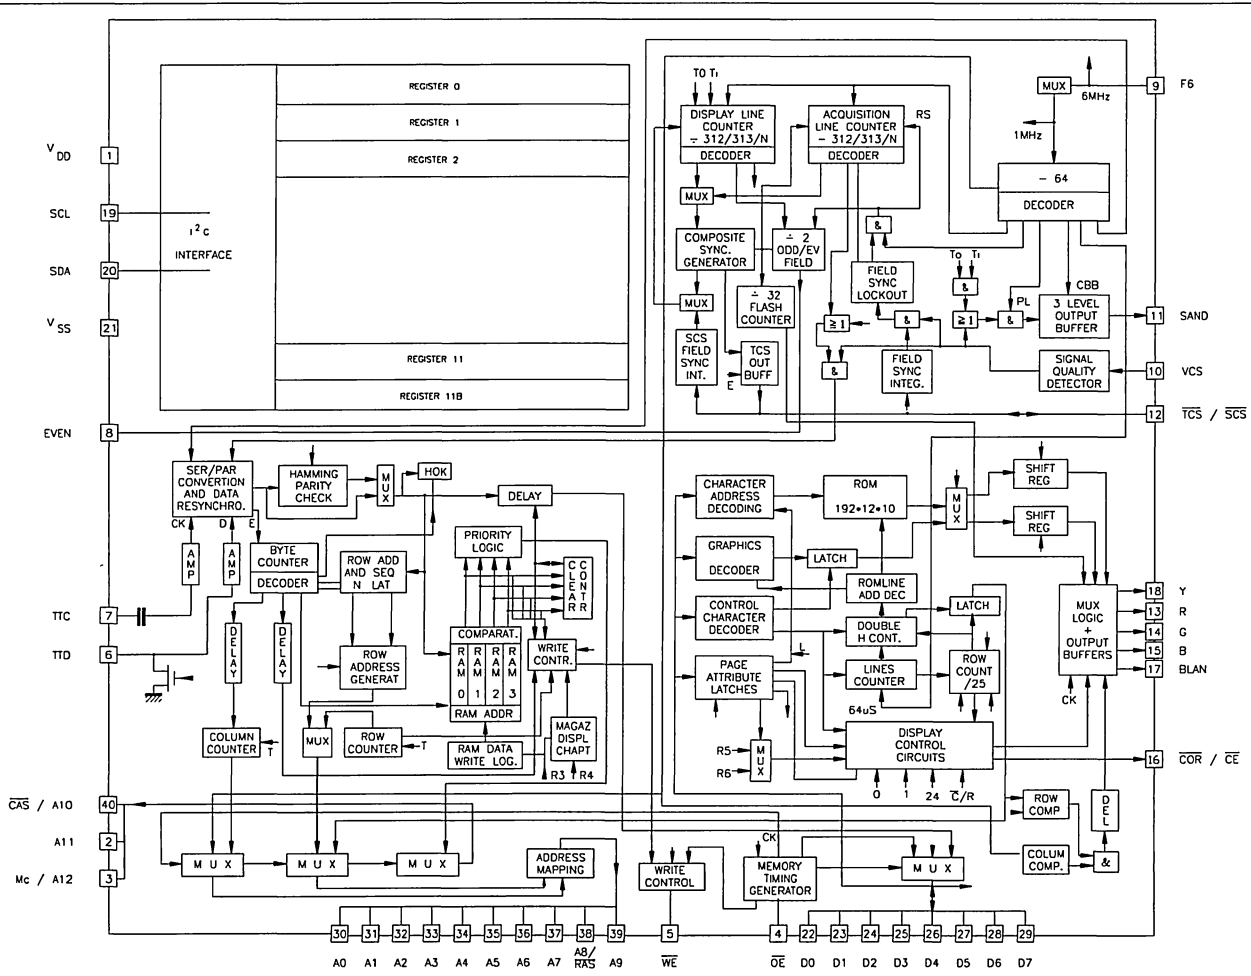 REGISTER 0
REGISTER 1
REGISTER 2
REGISTER 11
REGISTER 11B
I²C
INTERFACE
VDD
1
SCL
19
SDA
20
VSS
21
EVEN
8
TTC
7
TTD
6
CAS / A10
40
A11
2
Mc / A12
3
T0 T1
DISPLAY LINE
COUNTER
÷ 312/313/N
DECODER
ACQUISITION
LINE COUNTER
– 312/313/N
DECODER
RS
MUX
6MHz
1MHz
9
F6
– 64
DECODER
MUX
COMPOSITE
SYNC.
GENERATOR
÷ 2
ODD/EV
FIELD
&
FIELD
SYNC
LOCKOUT
To T1
&
MUX
÷ 32
FLASH
COUNTER
≥1
&
≥1
PL
&
CBB
3 LEVEL
OUTPUT
BUFFER
11
SAND
SCS
FIELD
SYNC
INT.
TCS
OUT
BUFF
E
&
FIELD
SYNC
INTEG.
SIGNAL
QUALITY
DETECTOR
10
VCS
12
TCS / SCS
SER/PAR
CONVERTION
AND DATA
RESYNCHRO.
CK
D
E
HAMMING
PARITY
CHECK
MUX
HOK
DELAY
AMP
AMP
BYTE
COUNTER
DECODER
ROW ADD
AND SEQ
N LAT
PRIORITY
LOGIC
CLEAR
CONTR
DELAY
DELAY
ROW
ADDRESS
GENERAT
COMPARAT.
RAM 0
RAM 1
RAM 2
RAM 3
RAM ADDR
WRITE
CONTR.
COLUMN
COUNTER
T
MUX
ROW
COUNTER
T
RAM DATA
WRITE LOG.
MAGAZ
DISPL
CHAPT
R3
R4
CHARACTER
ADDRESS
DECODING
ROM
192*12*10
MUX
SHIFT
REG
SHIFT
REG
GRAPHICS
DECODER
LATCH
ROMLINE
ADD DEC
CONTROL
CHARACTER
DECODER
DOUBLE
H CONT.
LATCH
L
PAGE
ATTRIBUTE
LATCHES
LINES
COUNTER
ROW
COUNT
/25
64uS
MUX
LOGIC
+
OUTPUT
BUFFERS
CK
18
Y
13
R
14
G
15
B
17
BLAN
R5
R6
MUX
DISPLAY
CONTROL
CIRCUITS
0
1
24
C/R
16
COR / CE
ROW
COMP
DEL
COLUM
COMP.
&
MUX
MUX
MUX
ADDRESS
MAPPING
WRITE
CONTROL
CK
MEMORY
TIMING
GENERATOR
MUX
30
31
32
33
34
35
36
37
38
39
5
4
22
23
24
25
26
27
28
29
A0
A1
A2
A3
A4
A5
A6
A7
A8/
RAS
A9
WE
OE
D0
D1
D2
D3
D4
D5
D6
D7